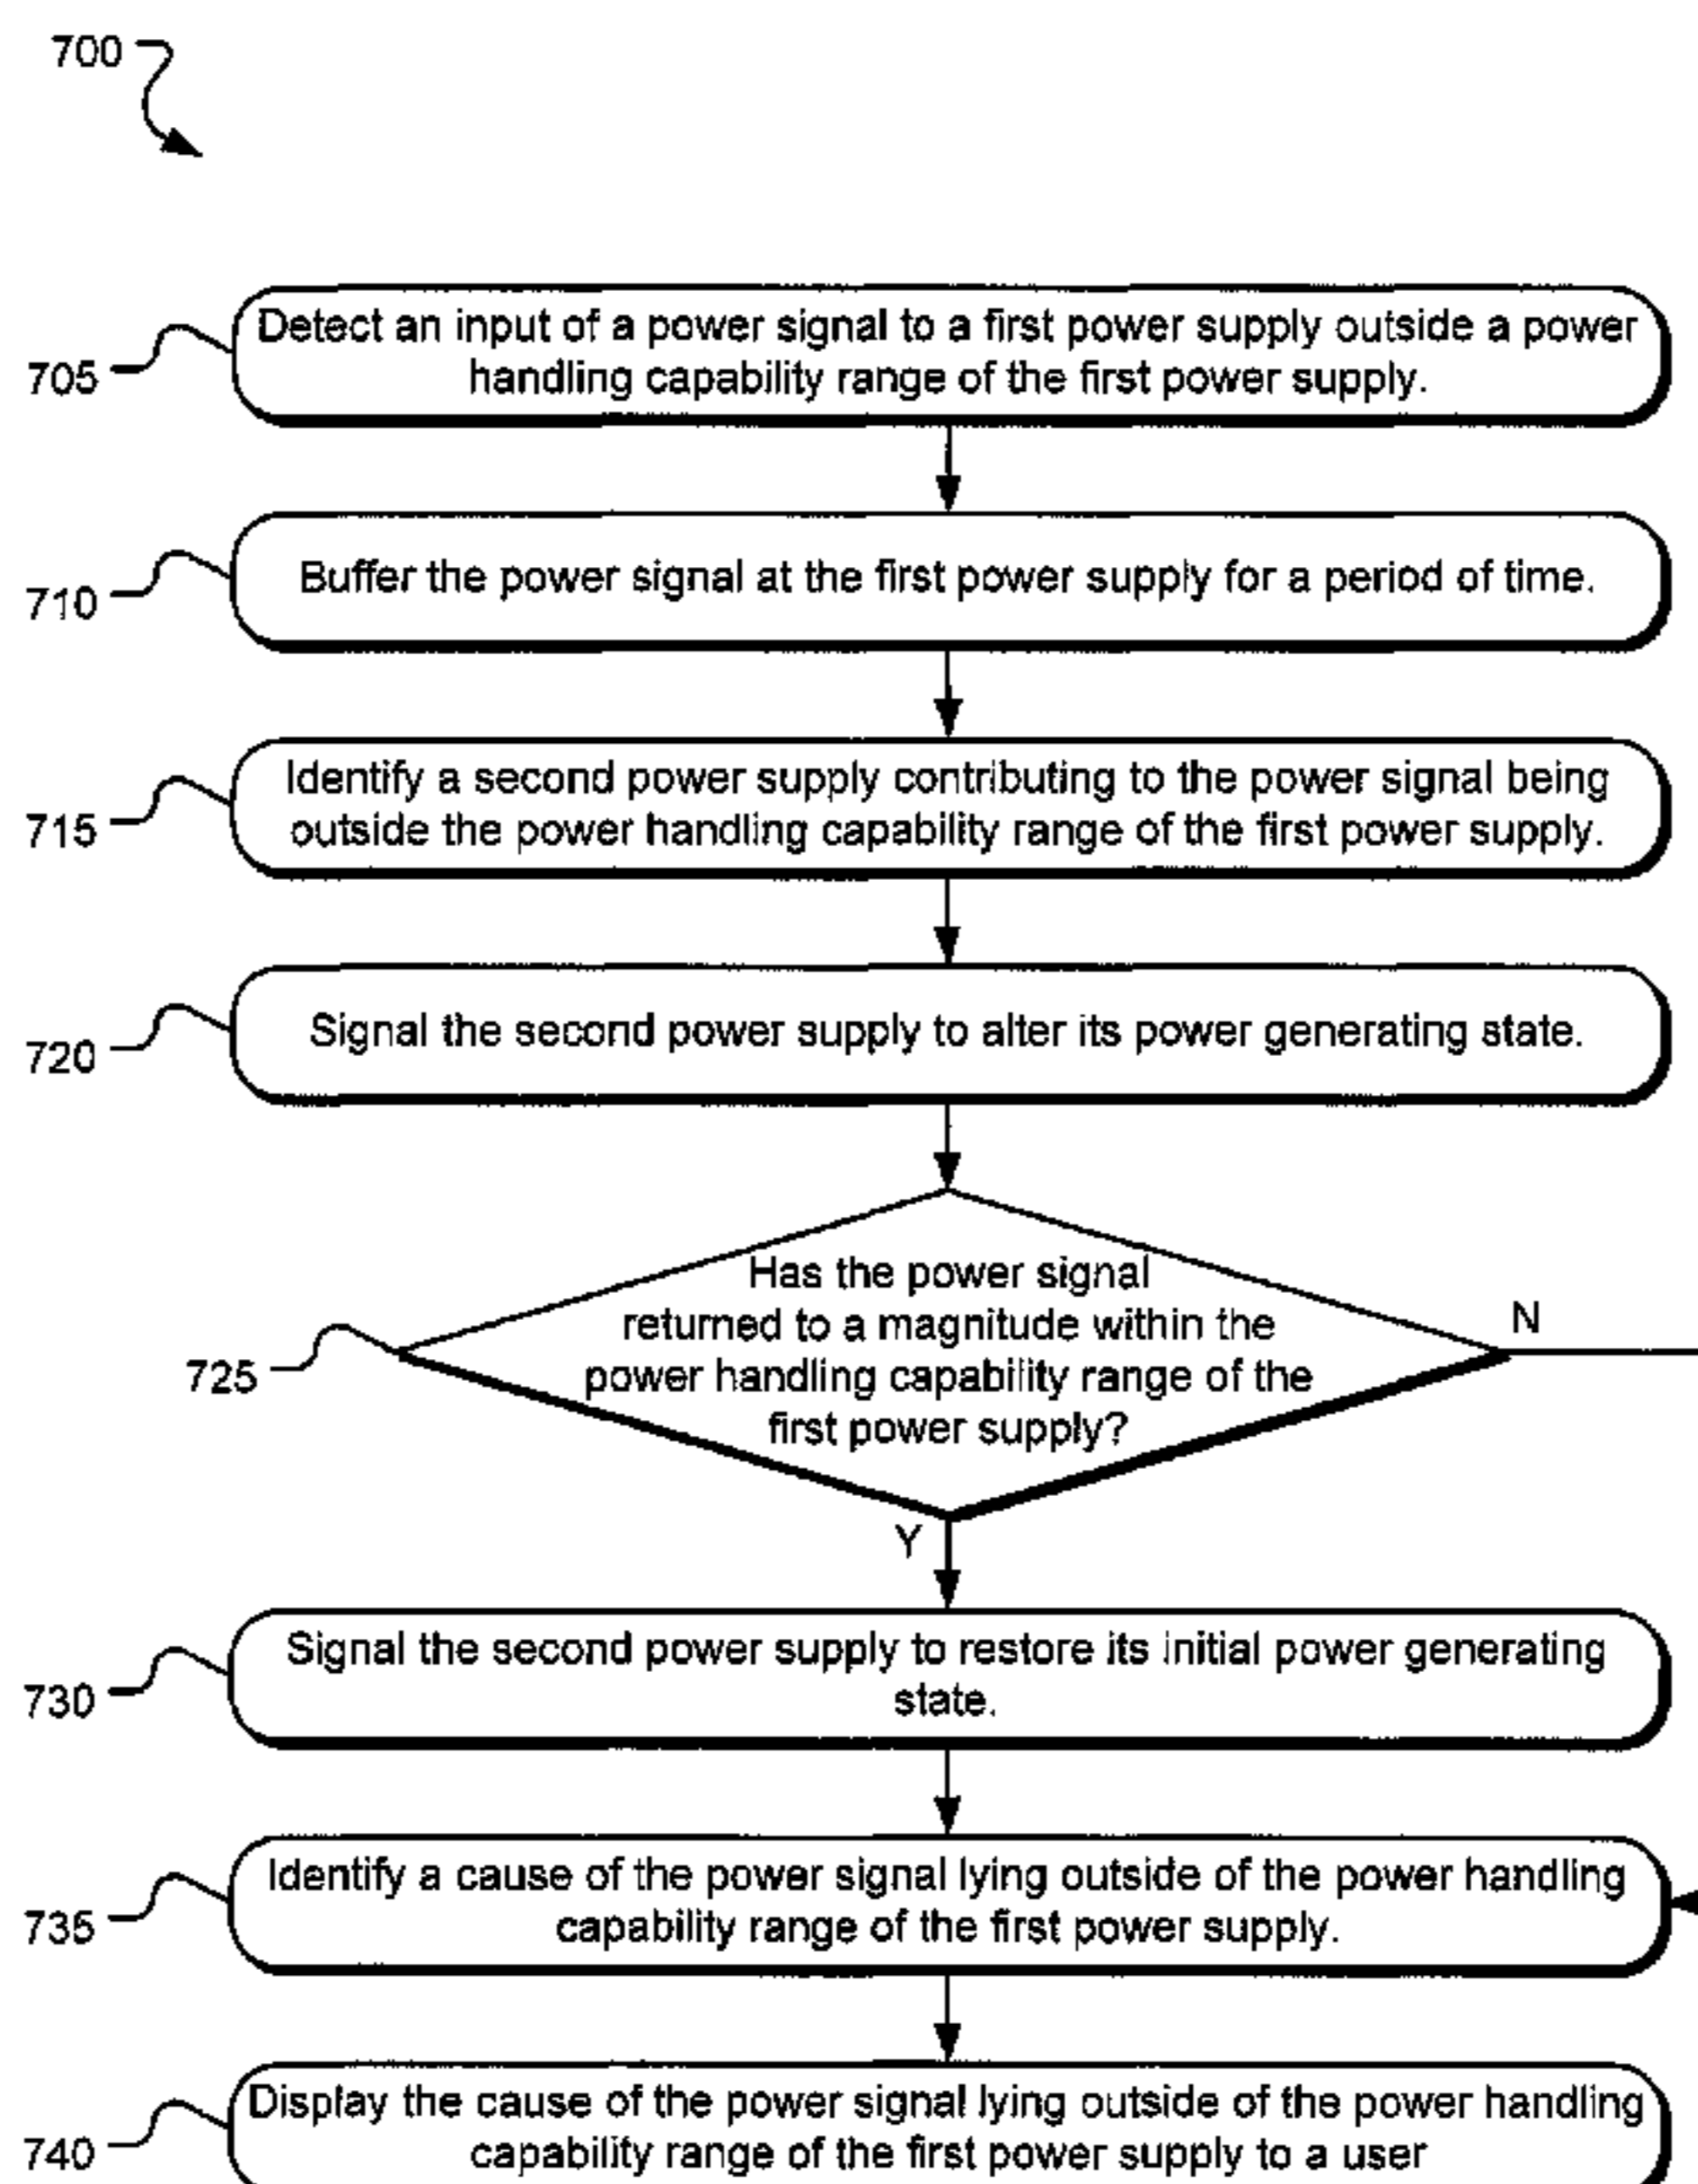 700
705
Detect an input of a power signal to a first power supply outside a power
handling capability range of the first power supply.
710
Buffer the power signal at the first power supply for a period of time.
715
Identify a second power supply contributing to the power signal being
outside the power handling capability range of the first power supply.
720
Signal the second power supply to alter its power generating state.
725
Has the power signal
returned to a magnitude within the
power handling capability range of the
first power supply?
N
Y
730
Signal the second power supply to restore its initial power generating
state.
735
Identify a cause of the power signal lying outside of the power handling
capability range of the first power supply.
740
Display the cause of the power signal lying outside of the power handling
capability range of the first power supply to a user